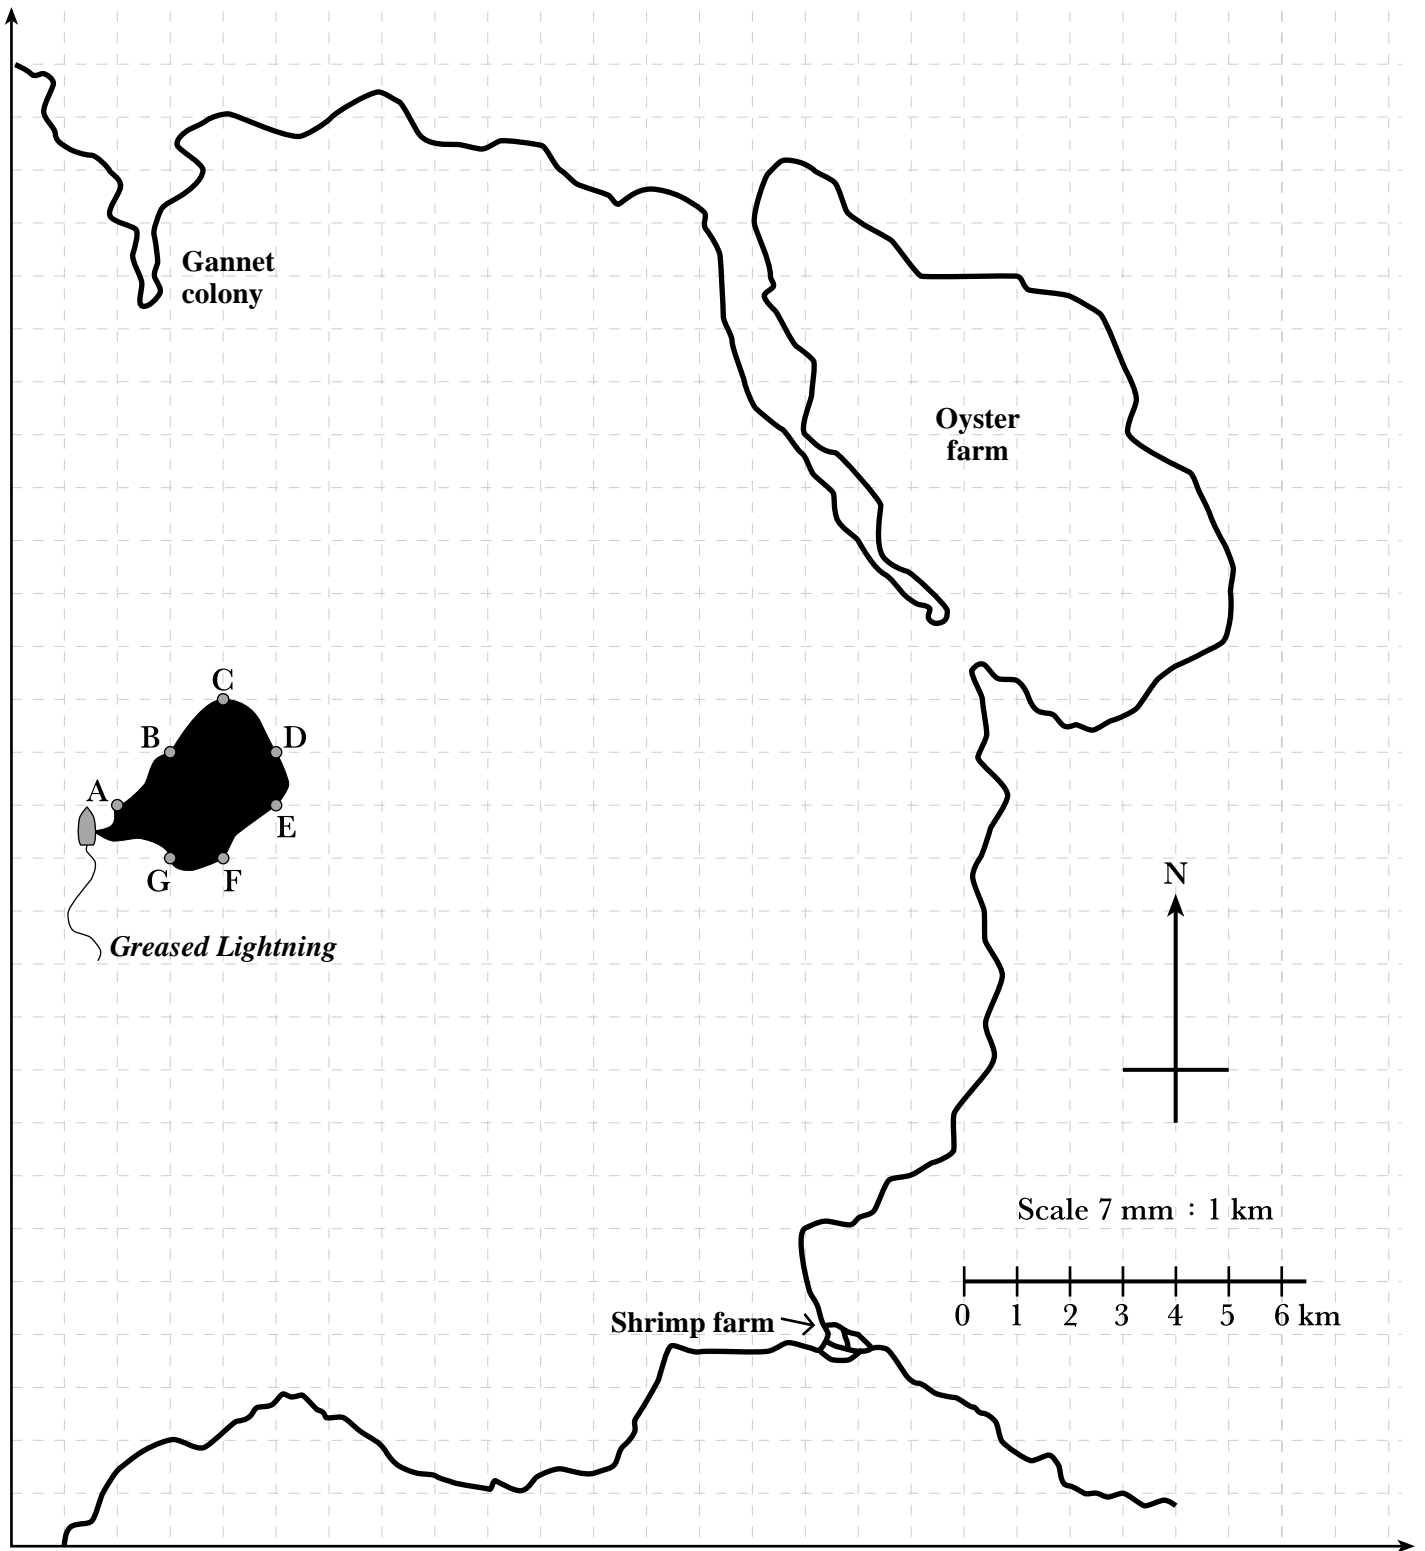 Gannet
colony
Oyster
farm
C
B
D
A
E
G
F
N
Greased Lightning
Scale 7 mm : 1 km
0 1 2 3 4 5 6 km
Shrimp farm